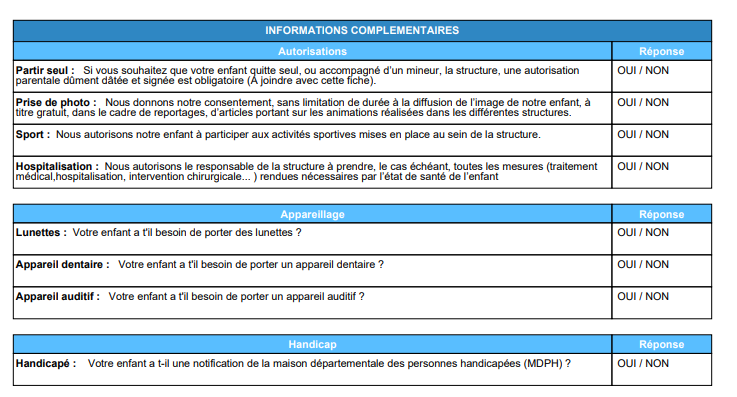 INFORMATIONS COMPLEMENTAIRES
Autorisations Réponse
Partir seul : Si vous souhaitez que votre enfant quitte seul, ou accompagné d'un mineur, la structure, une autorisation OUI / NON
parentale dûment dâtée et signée est obligatoire (À joindre avec cette fiche).
Prise de photo : Nous donnons notre consentement, sans limitation de durée à la diffusion de l'image de notre enfant, à OUI / NON
titre gratuit, dans le cadre de reportages, d'articles portant sur les animations réalisées dans les différentes structures.
Sport : Nous autorisons notre enfant à participer aux activités sportives mises en place au sein de la structure. OUI / NON
Hospitalisation : Nous autorisons le responsable de la structure à prendre, le cas échéant, toutes les mesures (traitement OUI / NON
médical,hospitalisation, intervention chirurgicale... ) rendues nécessaires par l'état de santé de l'enfant
Appareillage Réponse
Lunettes : Votre enfant a t'il besoin de porter des lunettes ? OUI / NON
Appareil dentaire : Votre enfant a t'il besoin de porter un appareil dentaire ? OUI / NON
Appareil auditif : Votre enfant a t'il besoin de porter un appareil auditif ? OUI / NON
Handicap Réponse
Handicapé : Votre enfant a t-il une notification de la maison départementale des personnes handicapées (MDPH) ? OUI / NON